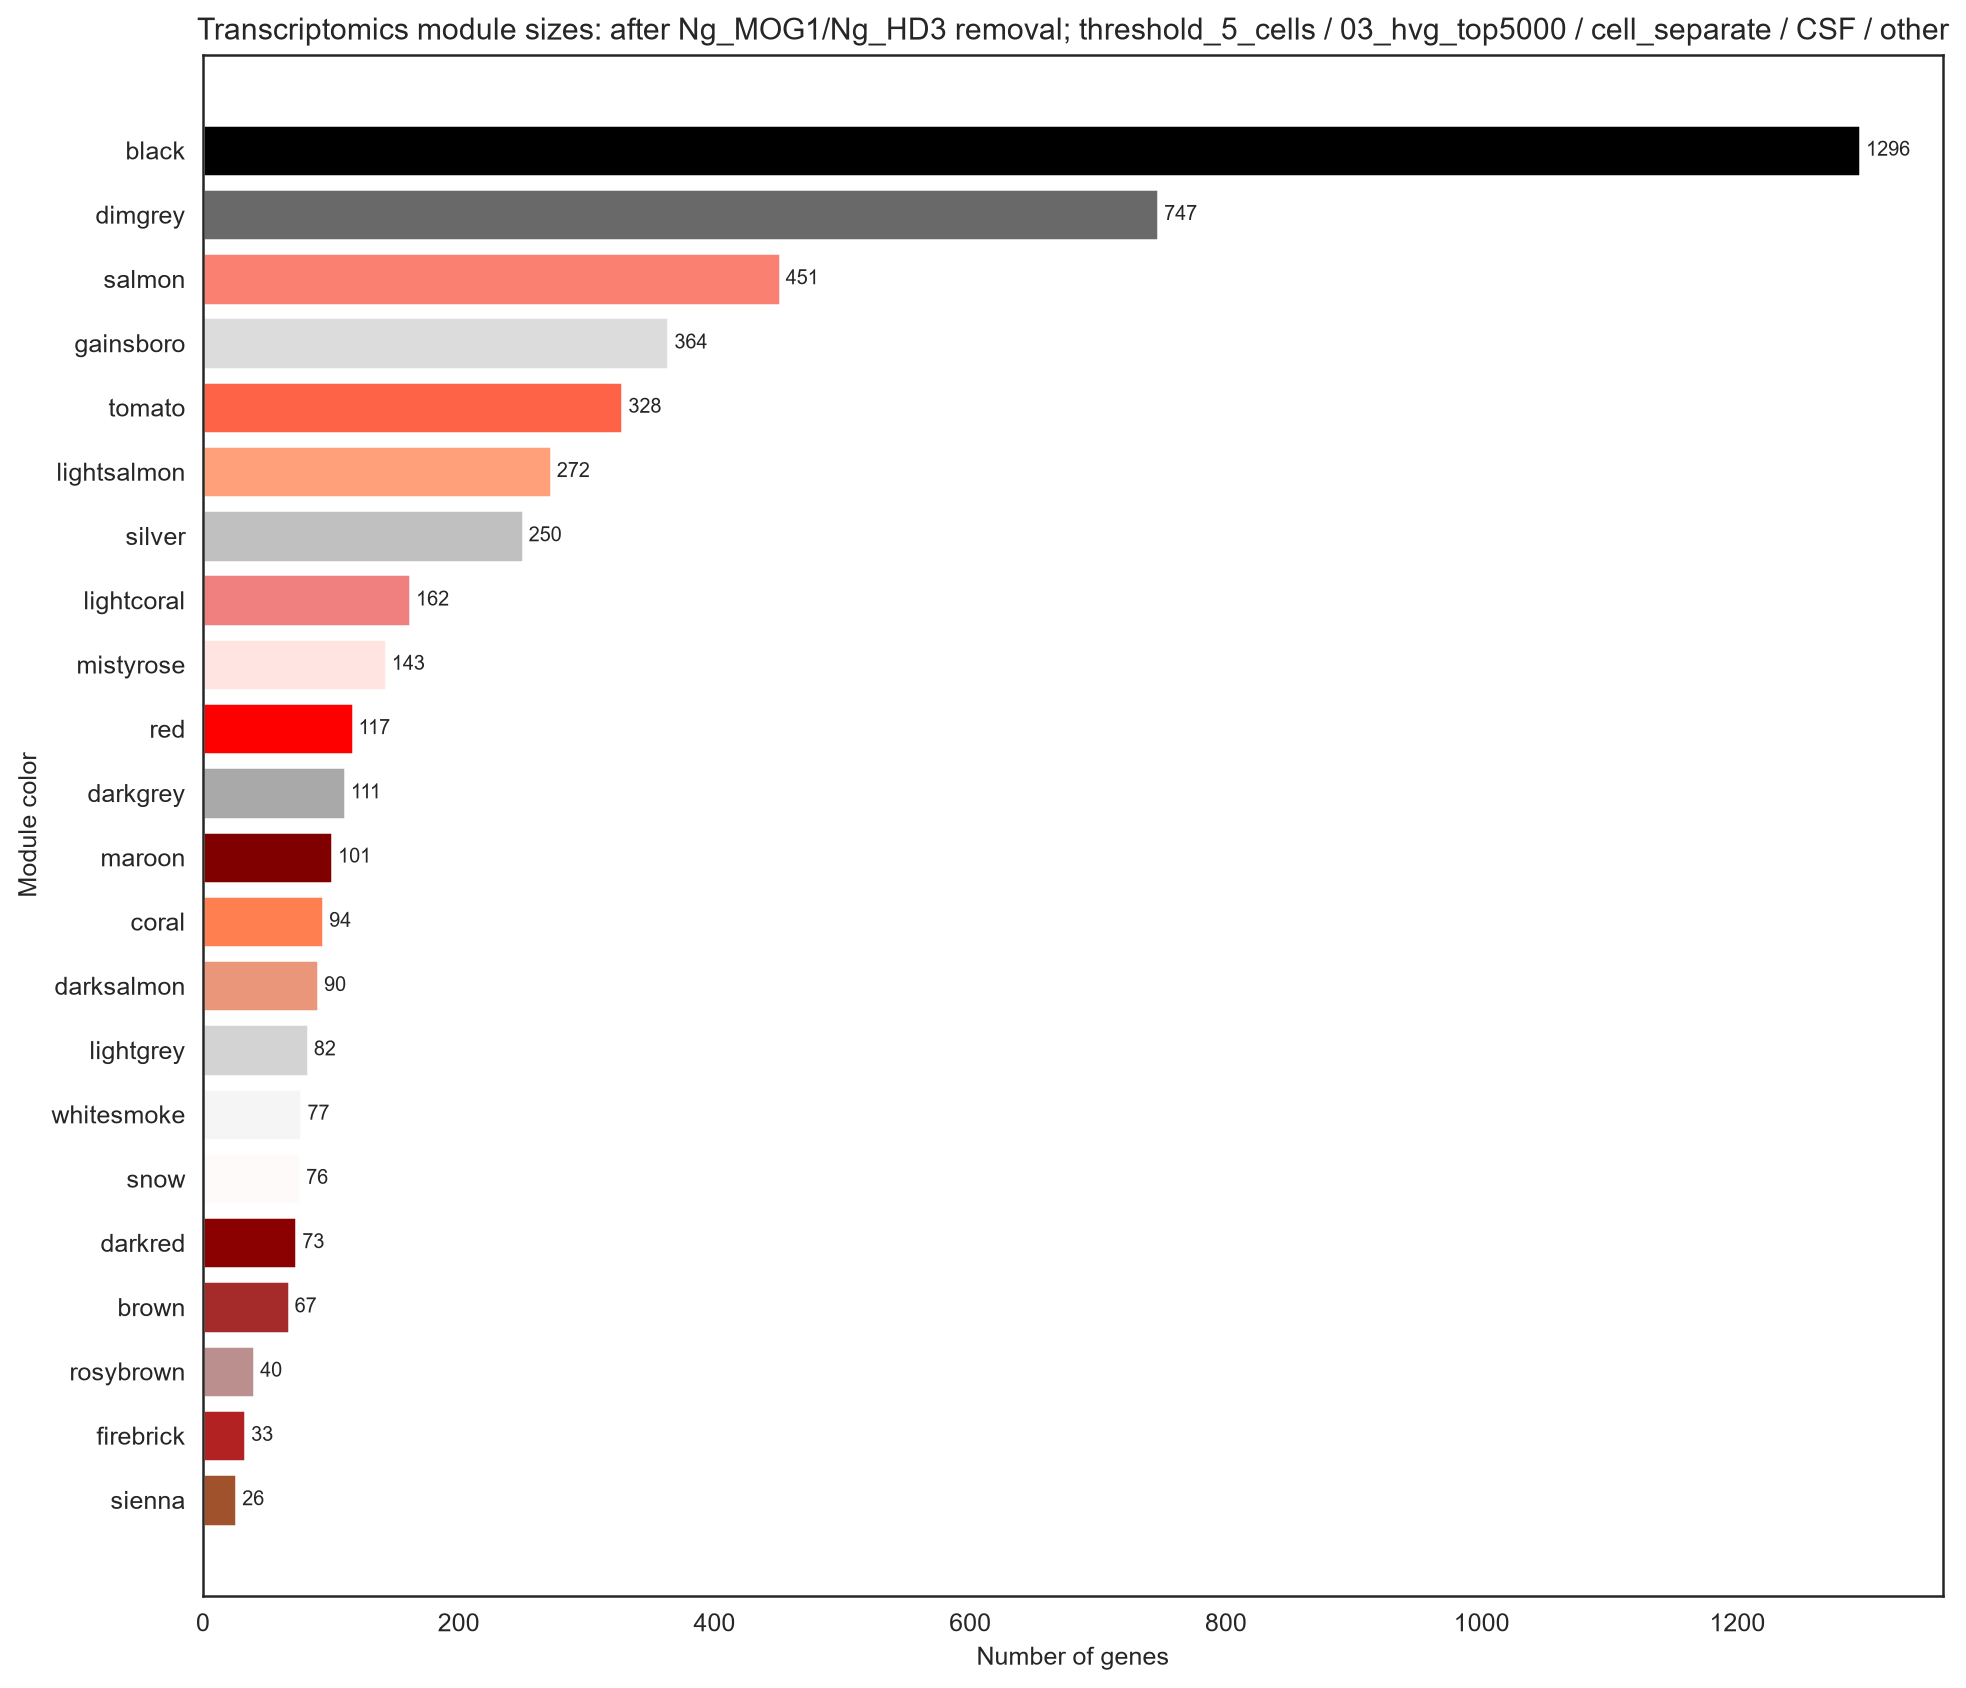 Transcriptomics module sizes: after Ng_MOG1/Ng_HD3 removal; threshold_5_cells / 03_hvg_top5000 / cell_separate / CSF / other
Module color
black 1296
dimgrey 747
salmon 451
gainsboro 364
tomato 328
lightsalmon 272
silver 250
lightcoral 162
mistyrose 143
red 117
darkgrey 111
maroon 101
coral 94
darksalmon 90
lightgrey 82
whitesmoke 77
snow 76
darkred 73
brown 67
rosybrown 40
firebrick 33
sienna 26
0 200 400 600 800 1000 1200
Number of genes